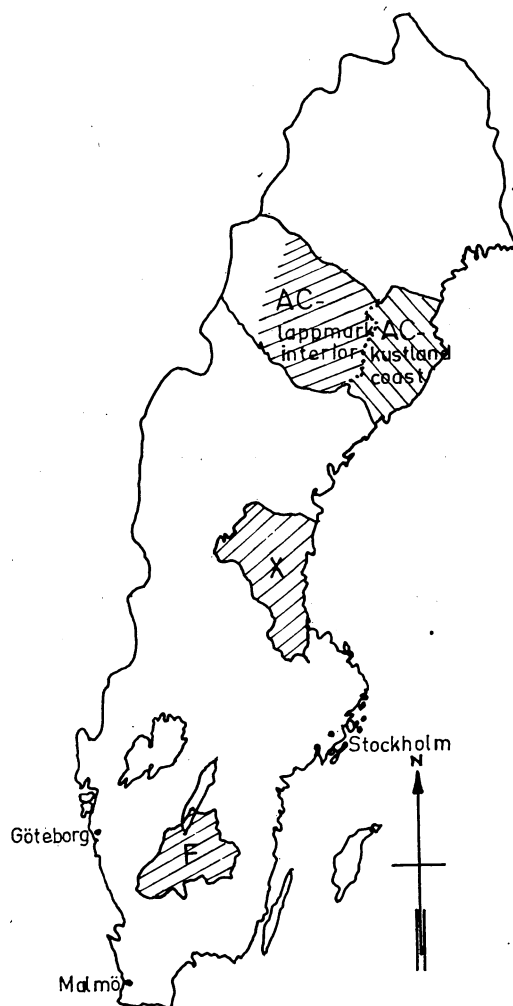 AC-
lappmark
interior
AC-
kustland
coast
X
Stockholm
N
Göteborg
F
Malmö